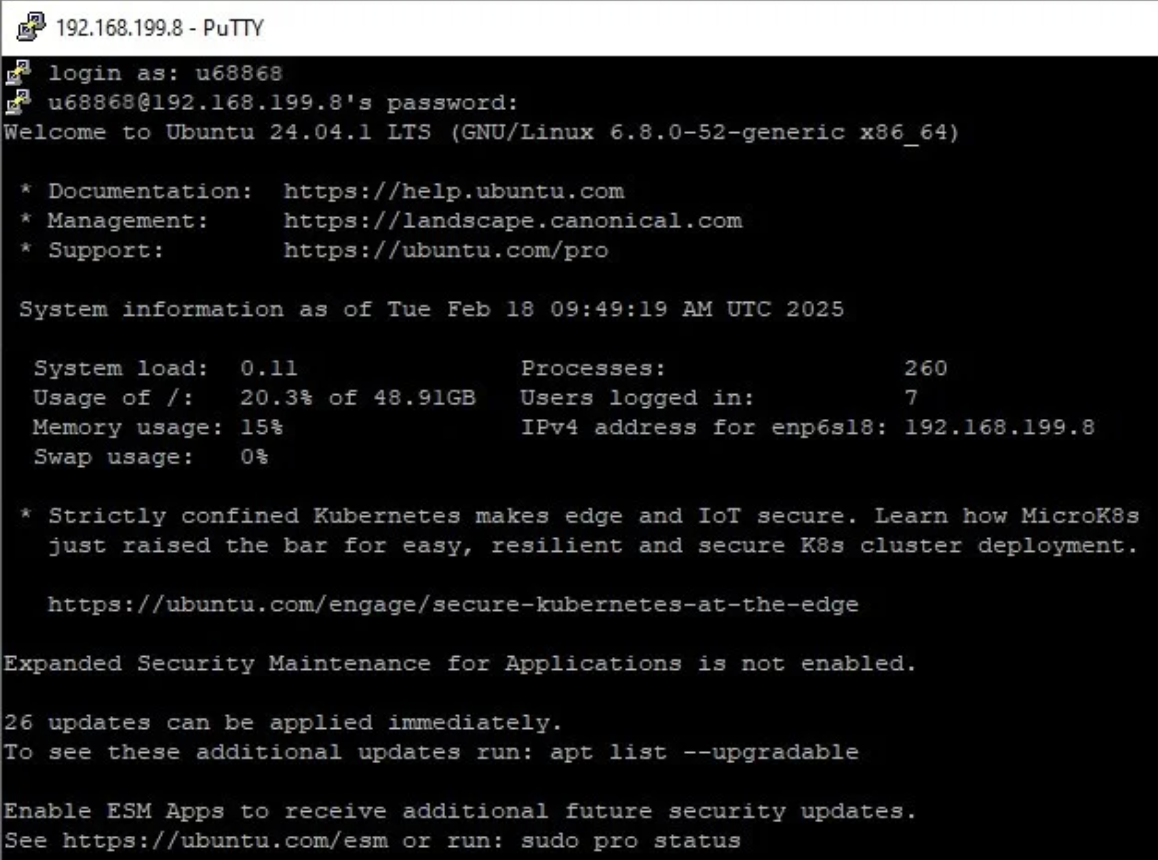 192.168.199.8 - PuTTY
login as: u68868
u68868@192.168.199.8's password:
Welcome to Ubuntu 24.04.1 LTS (GNU/Linux 6.8.0-52-generic x86_64)
* Documentation:  https://help.ubuntu.com
* Management:     https://landscape.canonical.com
* Support:        https://ubuntu.com/pro
System information as of Tue Feb 18 09:49:19 AM UTC 2025
System load:  0.11               Processes:                260
Usage of /:   20.3% of 48.91GB   Users logged in:          7
Memory usage: 15%                IPv4 address for enp6s18: 192.168.199.8
Swap usage:   0%
* Strictly confined Kubernetes makes edge and IoT secure. Learn how MicroK8s
just raised the bar for easy, resilient and secure K8s cluster deployment.
https://ubuntu.com/engage/secure-kubernetes-at-the-edge
Expanded Security Maintenance for Applications is not enabled.
26 updates can be applied immediately.
To see these additional updates run: apt list --upgradable
Enable ESM Apps to receive additional future security updates.
See https://ubuntu.com/esm or run: sudo pro status